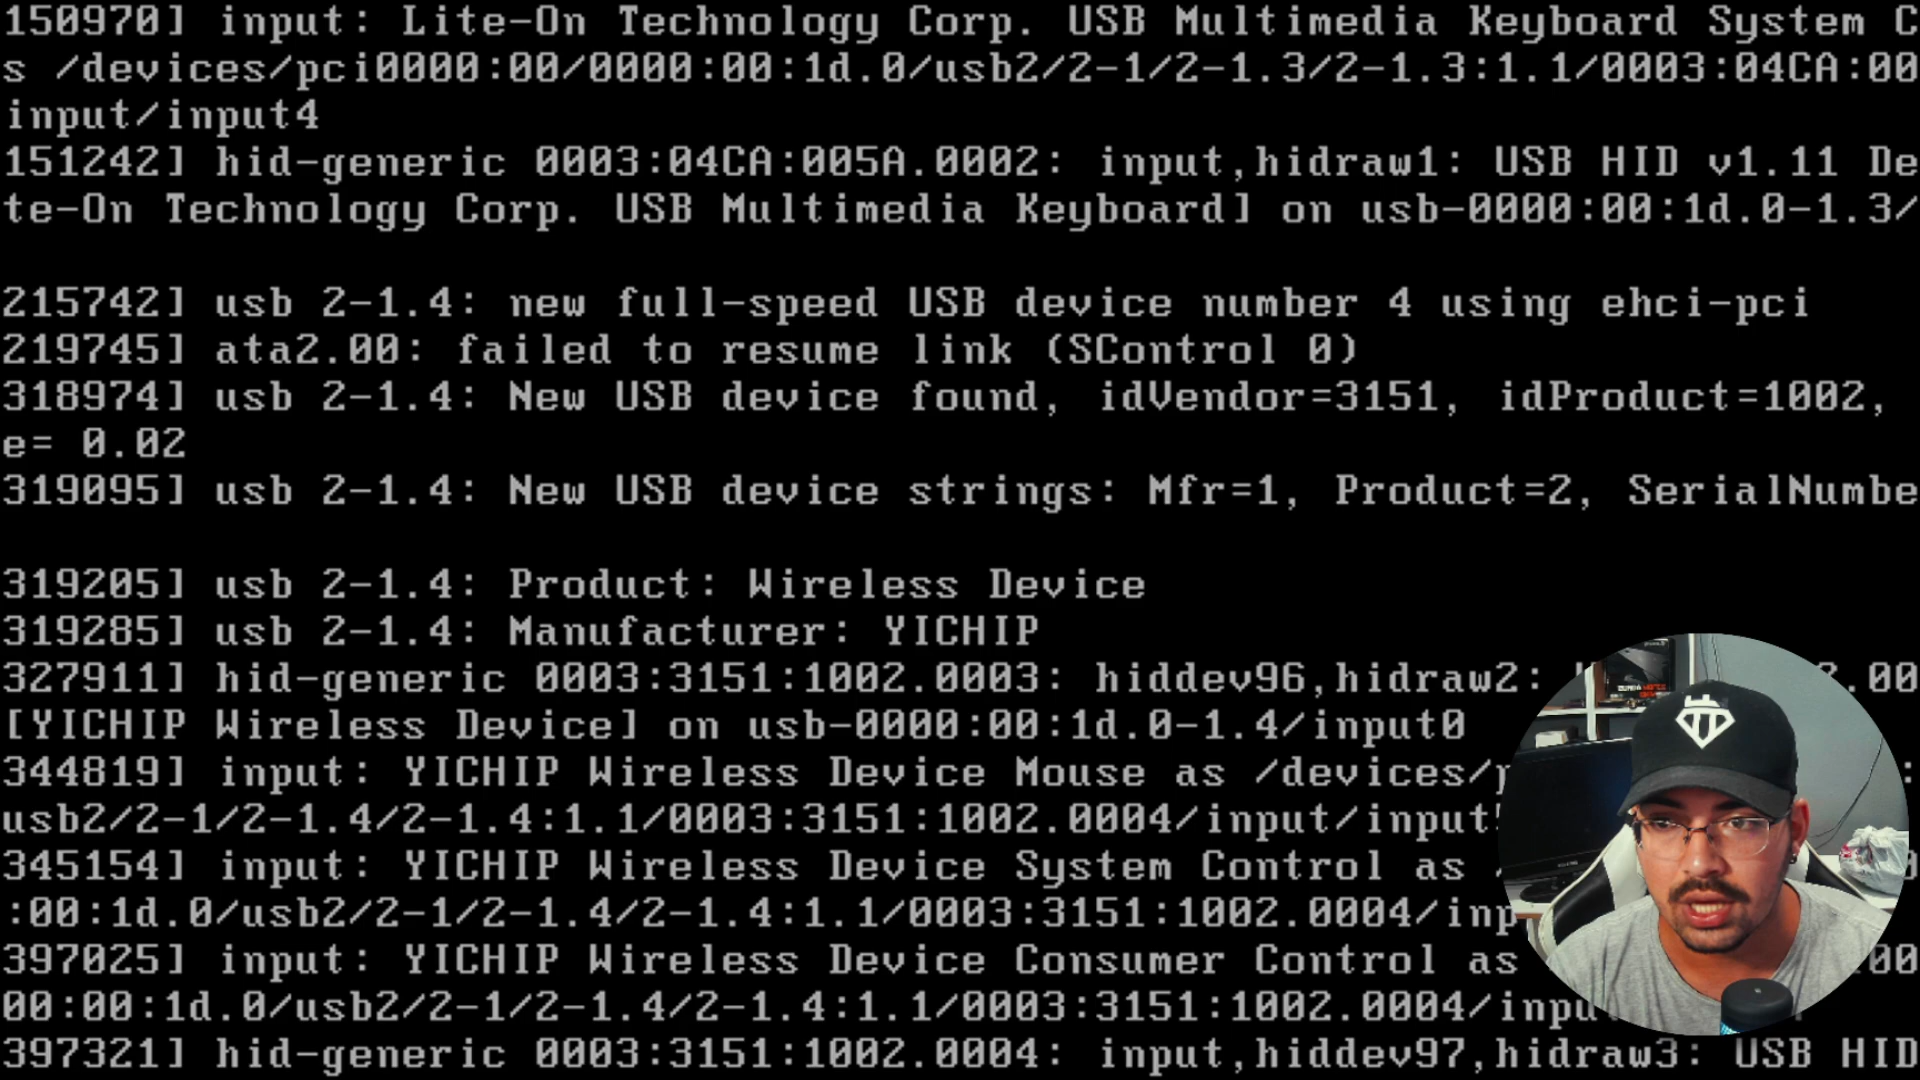 150970] input: Lite-On Technology Corp. USB Multimedia Keyboard System C
s /devices/pci0000:00/0000:00:1d.0/usb2/2-1/2-1.3/2-1.3:1.1/0003:04CA:00
input/input4
151242] hid-generic 0003:04CA:005A.0002: input,hidraw1: USB HID v1.11 De
te-On Technology Corp. USB Multimedia Keyboard] on usb-0000:00:1d.0-1.3/
215742] usb 2-1.4: new full-speed USB device number 4 using ehci-pci
219745] ata2.00: failed to resume link (SControl 0)
318974] usb 2-1.4: New USB device found, idVendor=3151, idProduct=1002,
e= 0.02
319095] usb 2-1.4: New USB device strings: Mfr=1, Product=2, SerialNumbe
319205] usb 2-1.4: Product: Wireless Device
319285] usb 2-1.4: Manufacturer: YICHIP
327911] hid-generic 0003:3151:1002.0003: hiddev96,hidraw2: .00
[YICHIP Wireless Device] on usb-0000:00:1d.0-1.4/input0
344819] input: YICHIP Wireless Device Mouse as /devices/p
usb2/2-1/2-1.4/2-1.4:1.1/0003:3151:1002.0004/input/input
345154] input: YICHIP Wireless Device System Control as
:00:1d.0/usb2/2-1/2-1.4/2-1.4:1.1/0003:3151:1002.0004/inp
397025] input: YICHIP Wireless Device Consumer Control as 00
00:00:1d.0/usb2/2-1/2-1.4/2-1.4:1.1/0003:3151:1002.0004/inpu
397321] hid-generic 0003:3151:1002.0004: input,hiddev97,hidraw3: USB HID